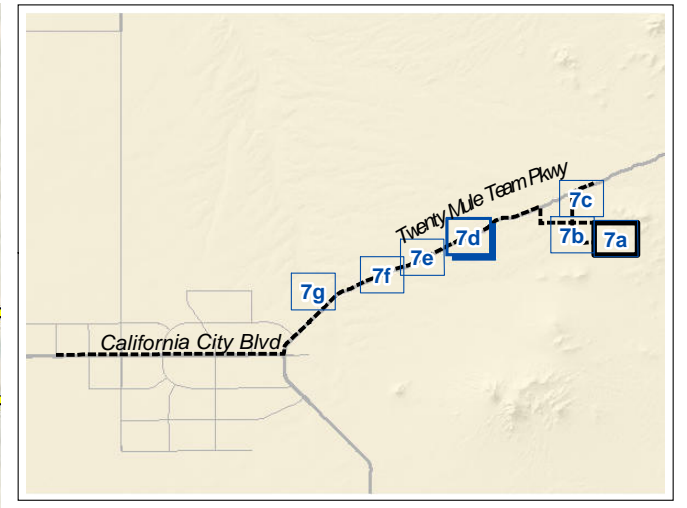 Twenty Mule Team Pkwy
7c
7d
7b
7a
7e
7f
7g
California City Blvd